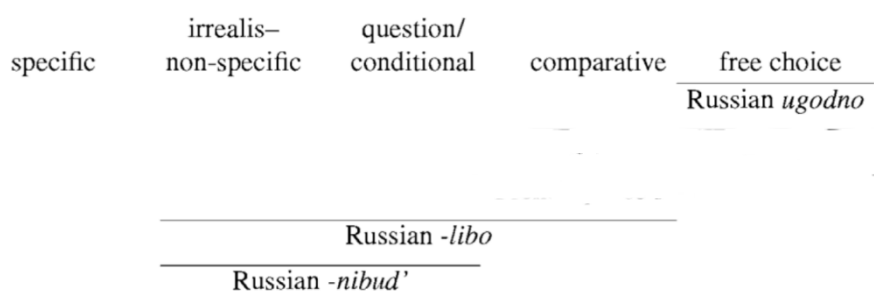 irrealis– question/
specific non-specific conditional comparative free choice
Russian ugodno
Russian -libo
Russian -nibud’